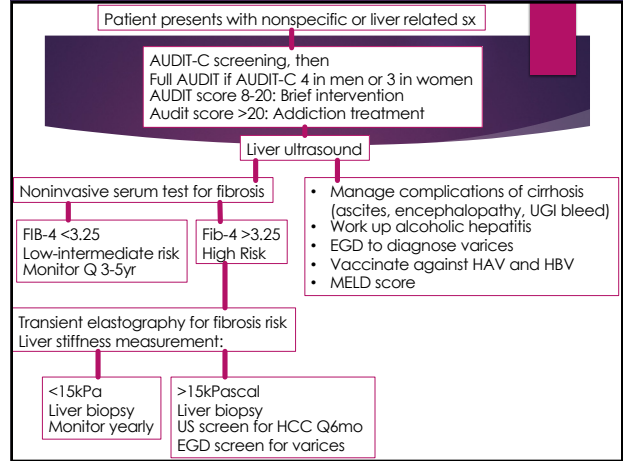 Patient presents with nonspecific or liver related sx
AUDIT-C screening, then
Full AUDIT if AUDIT-C 4 in men or 3 in women
AUDIT score 8-20: Brief intervention
Audit score >20: Addiction treatment
Liver ultrasound
Noninvasive serum test for fibrosis
FIB-4 <3.25
Low-intermediate risk
Monitor Q 3-5yr
Fib-4 >3.25
High Risk
• Manage complications of cirrhosis
(ascites, encephalopathy, UGI bleed)
• Work up alcoholic hepatitis
• EGD to diagnose varices
• Vaccinate against HAV and HBV
• MELD score
Transient elastography for fibrosis risk
Liver stiffness measurement:
<15kPa
Liver biopsy
Monitor yearly
>15kPascal
Liver biopsy
US screen for HCC Q6mo
EGD screen for varices